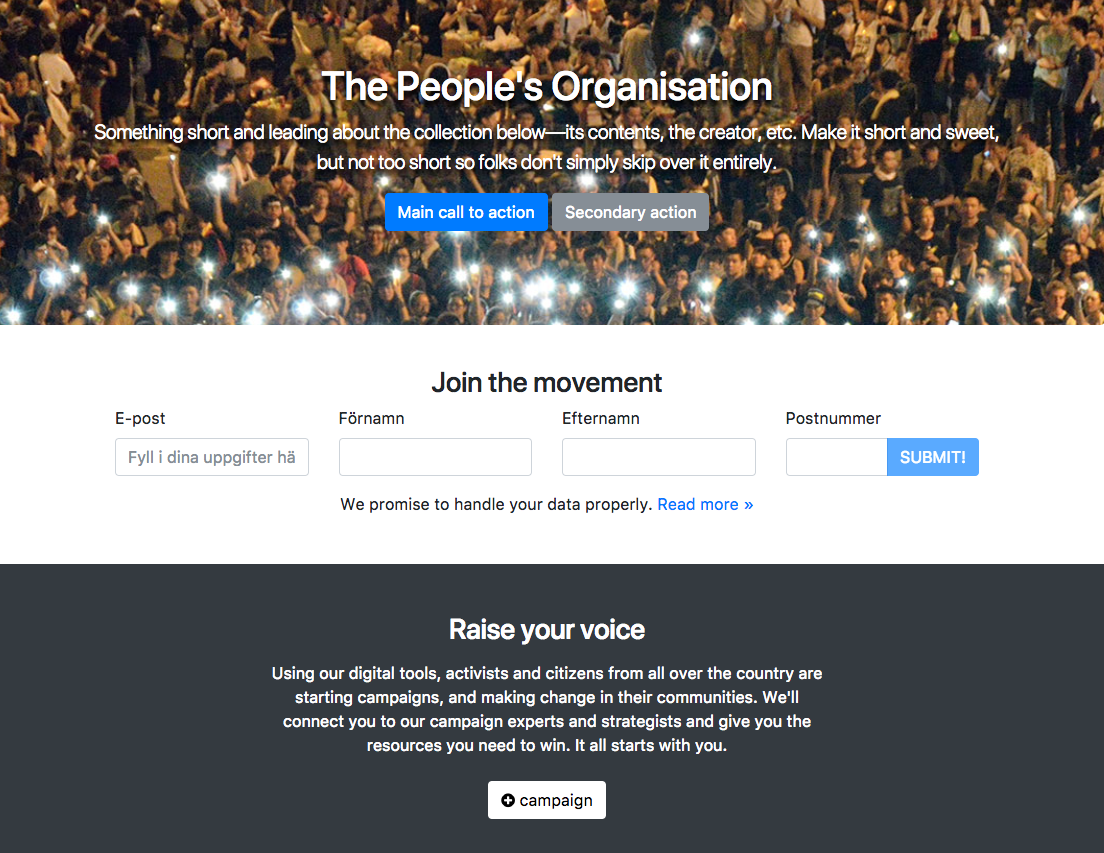 The People's Organisation
Something short and leading about the collection below—its contents, the creator, etc. Make it short and sweet,
but not too short so folks don't simply skip over it entirely.
Main call to action Secondary action
Join the movement
E-post Förnamn Efternamn Postnummer
Fyll i dina uppgifter hä SUBMIT!
We promise to handle your data properly. Read more »
Raise your voice
Using our digital tools, activists and citizens from all over the country are
starting campaigns, and making change in their communities. We'll
connect you to our campaign experts and strategists and give you the
resources you need to win. It all starts with you.
campaign